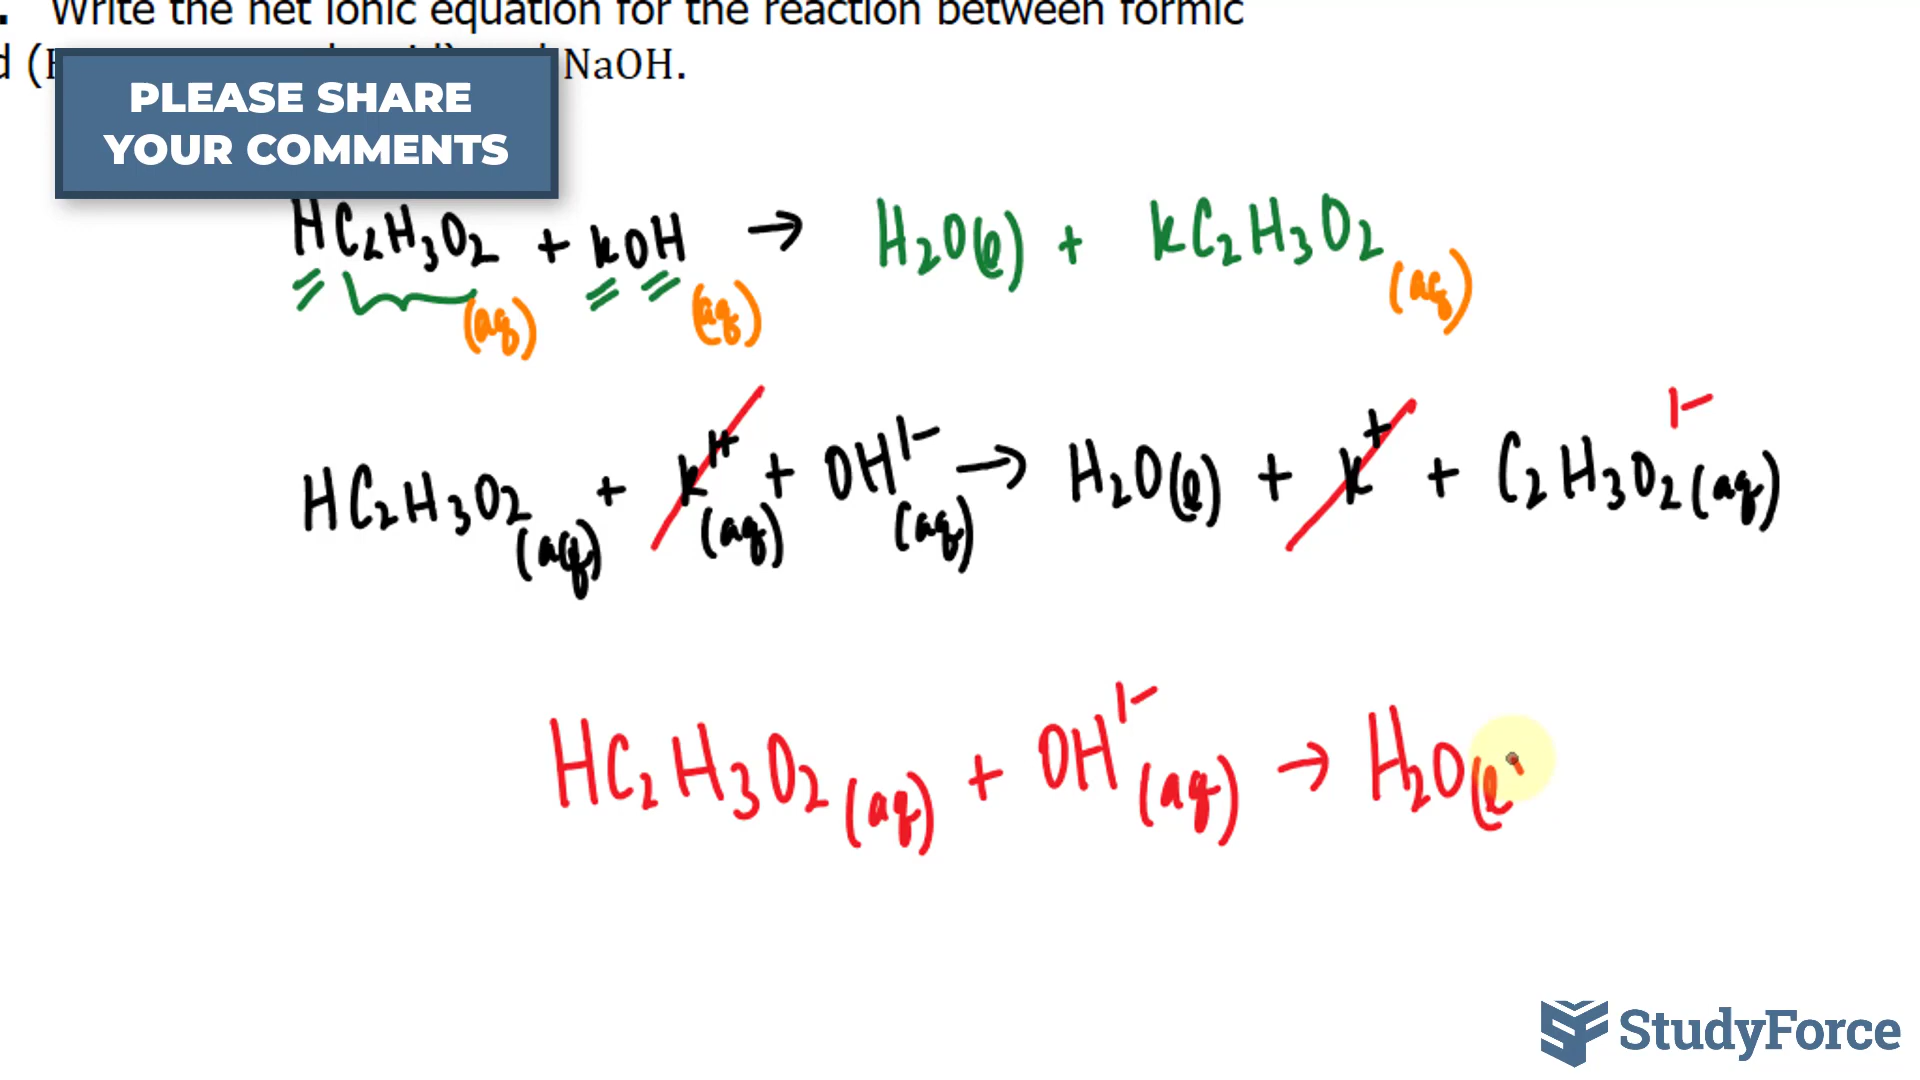 . Write the net ionic equation for the reaction between formic
d ( NaOH.
PLEASE SHARE
YOUR COMMENTS
HC₂H₃O₂ (aq) + KOH (aq) → H₂O(l) + KC₂H₃O₂ (aq)
HC₂H₃O₂ (aq) + K¹⁺ (aq) + OH¹⁻ (aq) → H₂O(l) + K⁺ + C₂H₃O₂¹⁻ (aq)
HC₂H₃O₂ (aq) + OH¹⁻ (aq) → H₂O(l
StudyForce